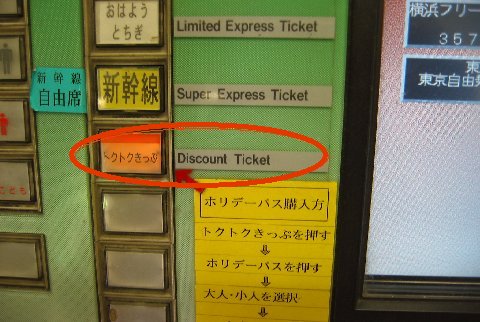 おはよう
とちぎ
Limited Express Ticket
新幹線
自由席
新幹線
Super Express Ticket
トクトクきっぷ
Discount Ticket
ホリデーパス購入方
トクトクきっぷを押す
⇩
ホリデーパスを押す
⇩
大人・小人を選択
⇩
横浜フリー
357
東
東京自由